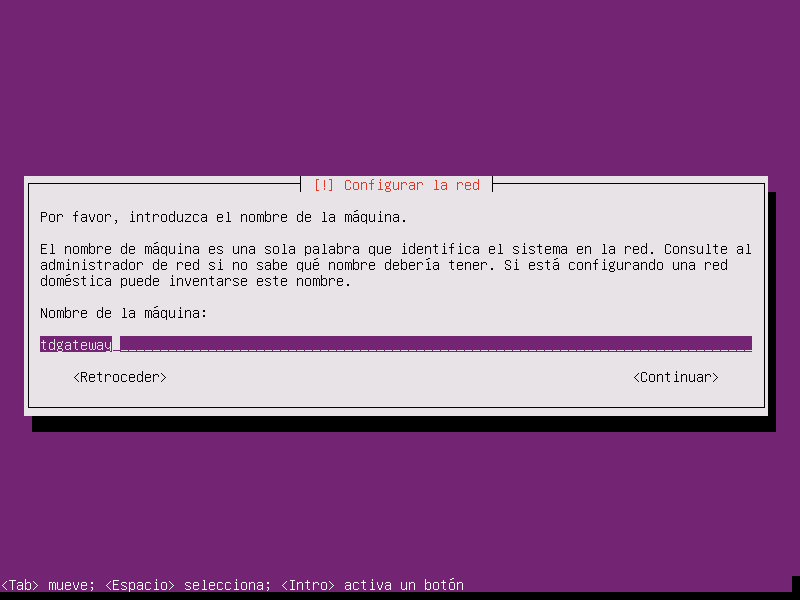 [!] Configurar la red
Por favor, introduzca el nombre de la máquina.
El nombre de máquina es una sola palabra que identifica el sistema en la red. Consulte al
administrador de red si no sabe qué nombre debería tener. Si está configurando una red
doméstica puede inventarse este nombre.
Nombre de la máquina:
tdgateway
<Retroceder> <Continuar>
<Tab> mueve; <Espacio> selecciona; <Intro> activa un botón